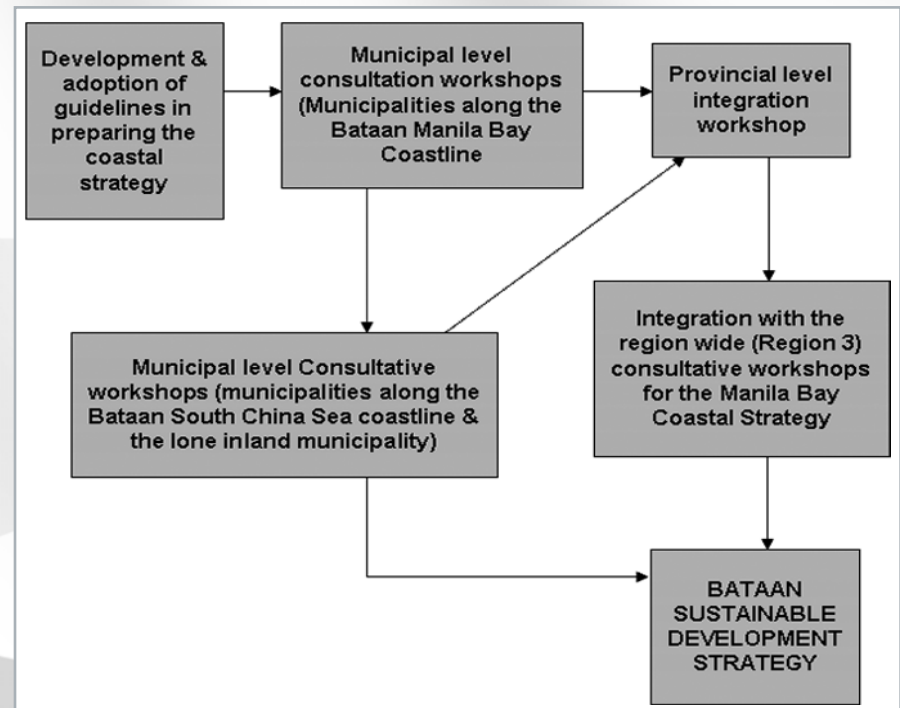 Development &
adoption of
guidelines in
preparing the
coastal
strategy
Municipal level
consultation workshops
(Municipalities along the
Bataan Manila Bay
Coastline
Provincial level
integration
workshop
Municipal level Consultative
workshops (municipalities along the
Bataan South China Sea coastline &
the lone inland municipality)
Integration with the
region wide (Region 3)
consultative workshops
for the Manila Bay
Coastal Strategy
BATAAN
SUSTAINABLE
DEVELOPMENT
STRATEGY